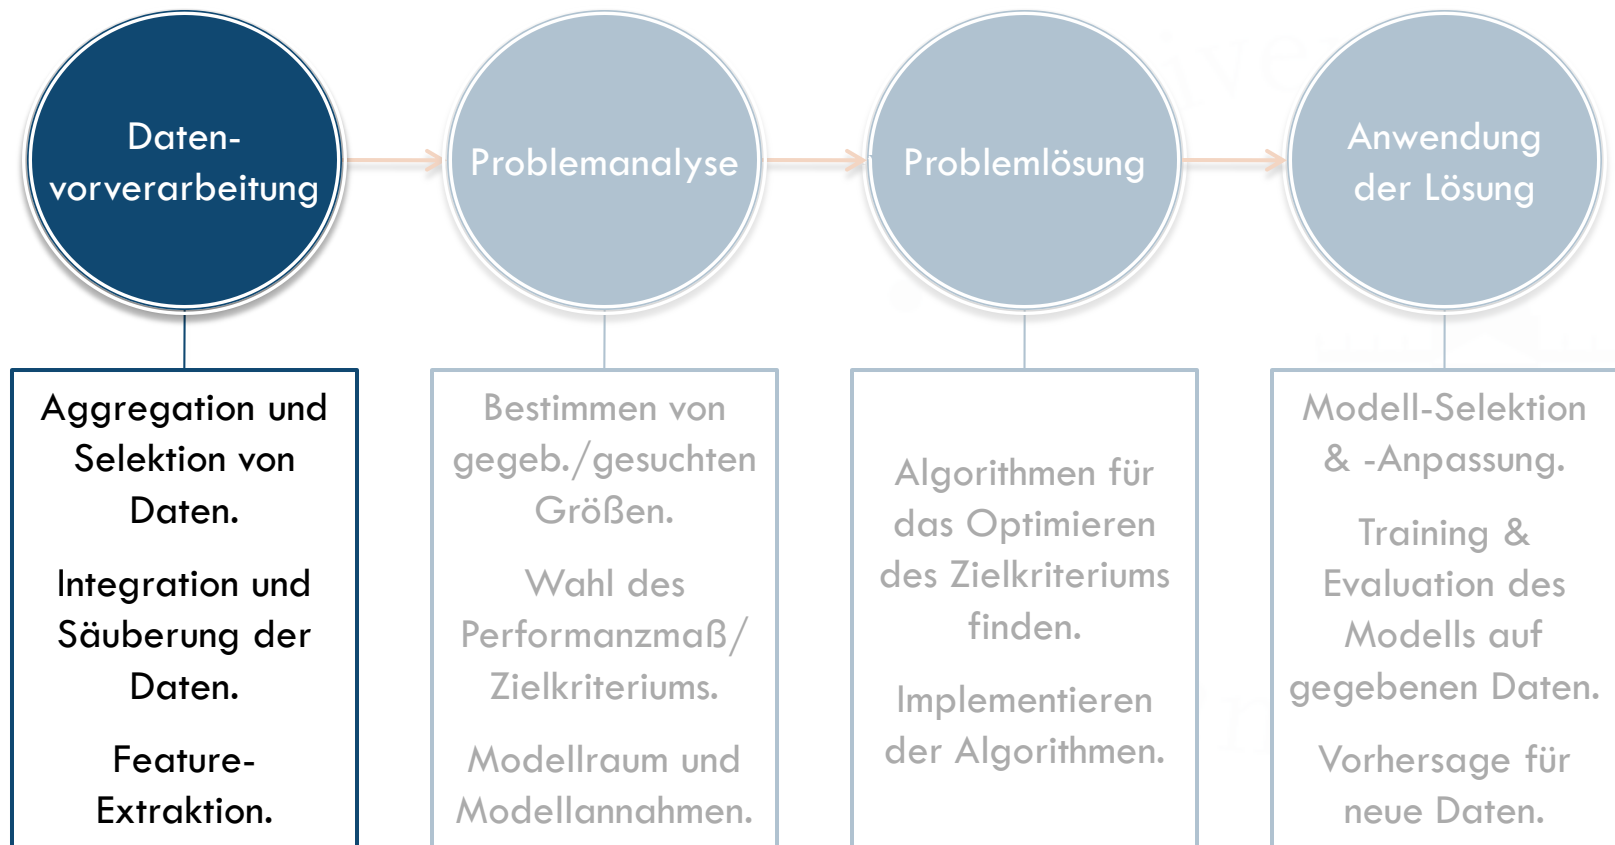 Daten-
vorverarbeitung
Problemanalyse
Problemlösung
Anwendung
der Lösung
Aggregation und
Selektion von
Daten.
Integration und
Säuberung der
Daten.
Feature-
Extraktion.
Bestimmen von
gegeb./gesuchten
Größen.
Wahl des
Performanzmaß/
Zielkriteriums.
Modellraum und
Modellannahmen.
Algorithmen für
das Optimieren
des Zielkriteriums
finden.
Implementieren
der Algorithmen.
Modell-Selektion
& -Anpassung.
Training &
Evaluation des
Modells auf
gegebenen Daten.
Vorhersage für
neue Daten.